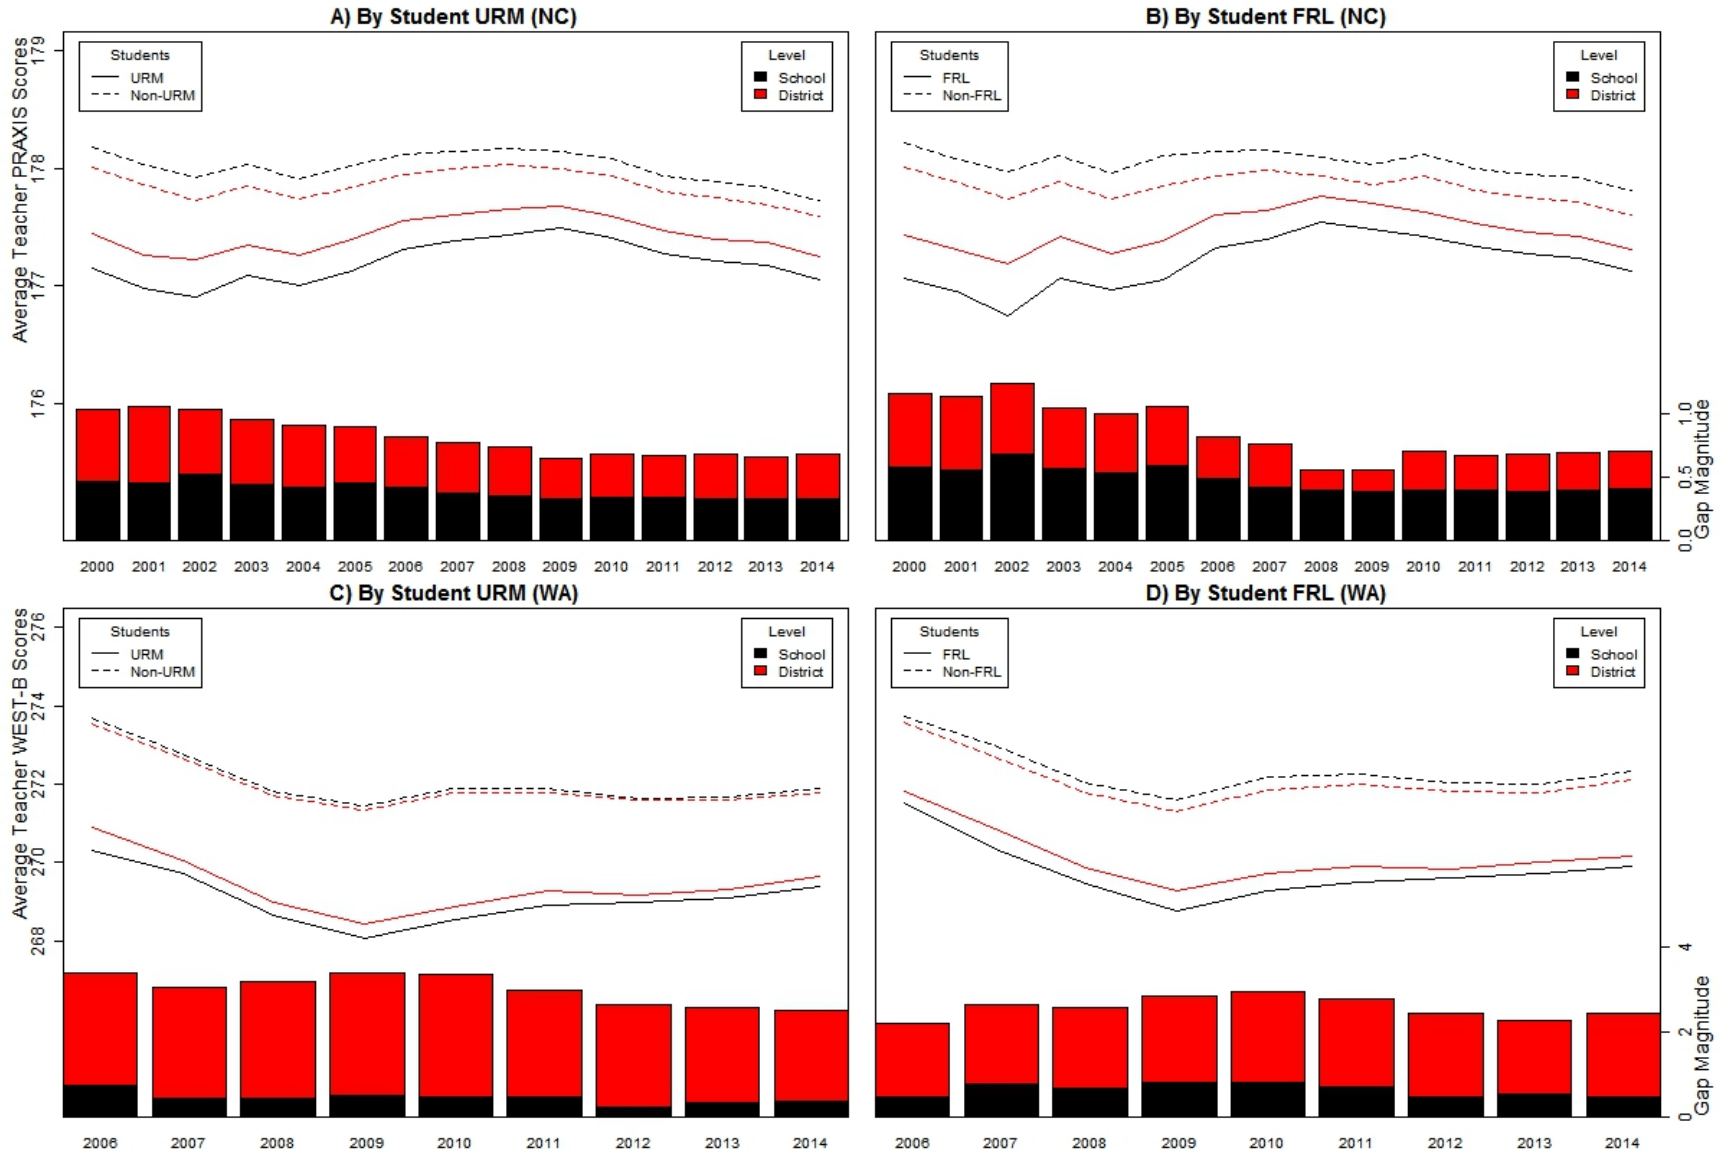 A) By Student URM (NC)
Average Teacher PRAXIS Scores
179
178
177
176
Students
URM
Non-URM
Level
School
District
2000 2001 2002 2003 2004 2005 2006 2007 2008 2009 2010 2011 2012 2013 2014
B) By Student FRL (NC)
Students
FRL
Non-FRL
Level
School
District
1.0
0.5
0.0
Gap Magnitude
2000 2001 2002 2003 2004 2005 2006 2007 2008 2009 2010 2011 2012 2013 2014
C) By Student URM (WA)
Average Teacher WEST-B Scores
276
274
272
270
268
Students
URM
Non-URM
Level
School
District
2006 2007 2008 2009 2010 2011 2012 2013 2014
D) By Student FRL (WA)
Students
FRL
Non-FRL
Level
School
District
4
2
0
Gap Magnitude
2006 2007 2008 2009 2010 2011 2012 2013 2014